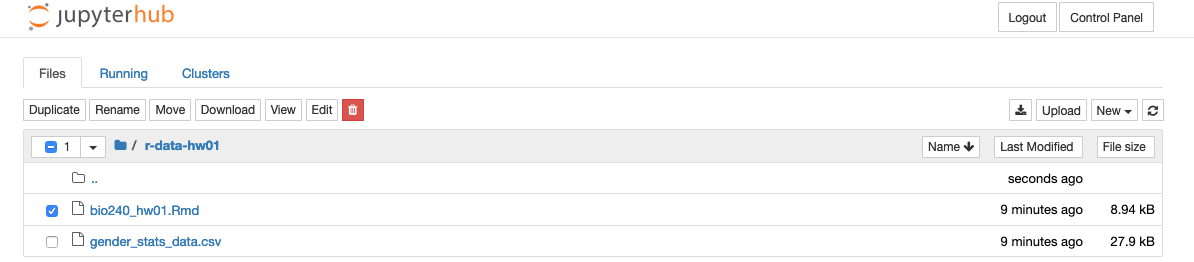 jupyterhub Logout Control Panel
Files Running Clusters
Duplicate Rename Move Download View Edit Upload New
1 / r-data-hw01 Name Last Modified File size
.. seconds ago
bio240_hw01.Rmd 9 minutes ago 8.94 kB
gender_stats_data.csv 9 minutes ago 27.9 kB